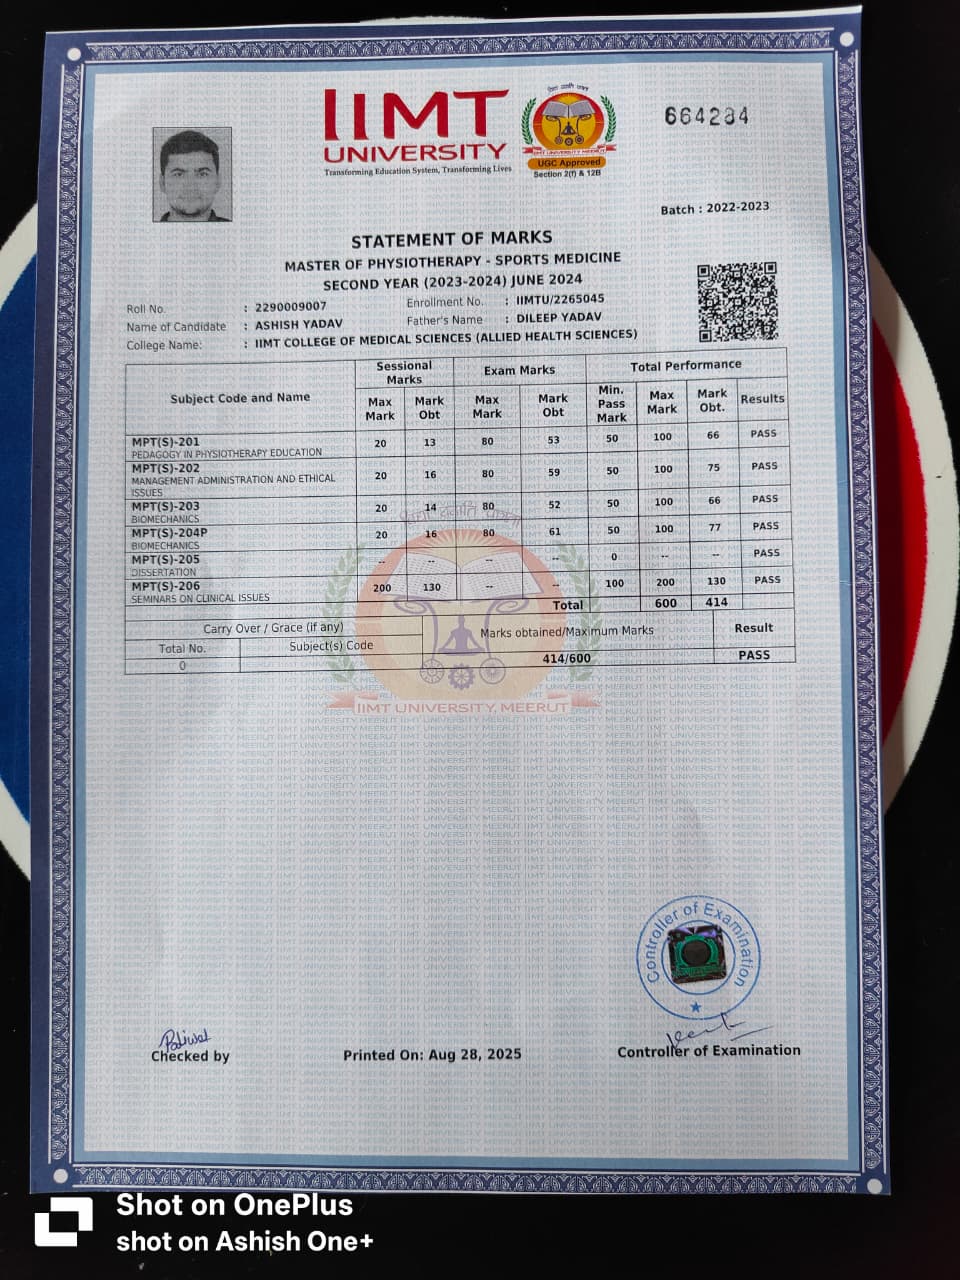 IIMT
UNIVERSITY
Transforming Education System, Transforming Lives
IIMT UNIVERSITY MEERUT
UGC Approved
Section 2(f) & 12B
664284
Batch : 2022-2023
STATEMENT OF MARKS
MASTER OF PHYSIOTHERAPY - SPORTS MEDICINE
SECOND YEAR (2023-2024) JUNE 2024
Roll No. : 2290009007 Enrollment No. : IIMTU/2265045
Name of Candidate : ASHISH YADAV Father's Name : DILEEP YADAV
College Name: : IIMT COLLEGE OF MEDICAL SCIENCES (ALLIED HEALTH SCIENCES)
Subject Code and Name Sessional Marks Exam Marks Total Performance
Max Mark Mark Obt Max Mark Mark Obt Min. Pass Mark Max Mark Mark Obt. Results
MPT(S)-201 20 13 80 53 50 100 66 PASS
PEDAGOGY IN PHYSIOTHERAPY EDUCATION
MPT(S)-202 20 16 80 59 50 100 75 PASS
MANAGEMENT ADMINISTRATION AND ETHICAL
ISSUES
MPT(S)-203 20 14 80 52 50 100 66 PASS
BIOMECHANICS
MPT(S)-204P 20 16 80 61 50 100 77 PASS
BIOMECHANICS
MPT(S)-205 -- -- -- -- 0 -- -- PASS
DISSERTATION
MPT(S)-206 200 130 -- -- 100 200 130 PASS
SEMINARS ON CLINICAL ISSUES
Total 600 414
Carry Over / Grace (if any) Marks obtained/Maximum Marks Result
Total No. Subject(s) Code
0 414/600 PASS
IIMT UNIVERSITY, MEERUT
Controller of Examination
Paliwal
Checked by
Printed On: Aug 28, 2025
Controller of Examination
Shot on OnePlus
shot on Ashish One+